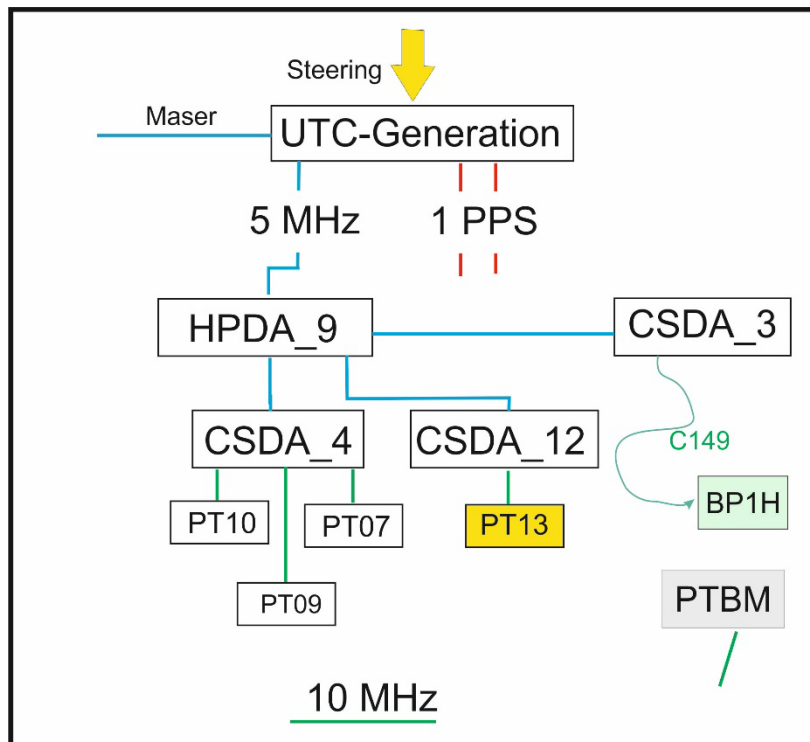 Steering
Maser
UTC-Generation
5 MHz
1 PPS
HPDA_9
CSDA_3
CSDA_4
CSDA_12
C149
PT10
PT07
PT13
BP1H
PT09
PTBM
10 MHz